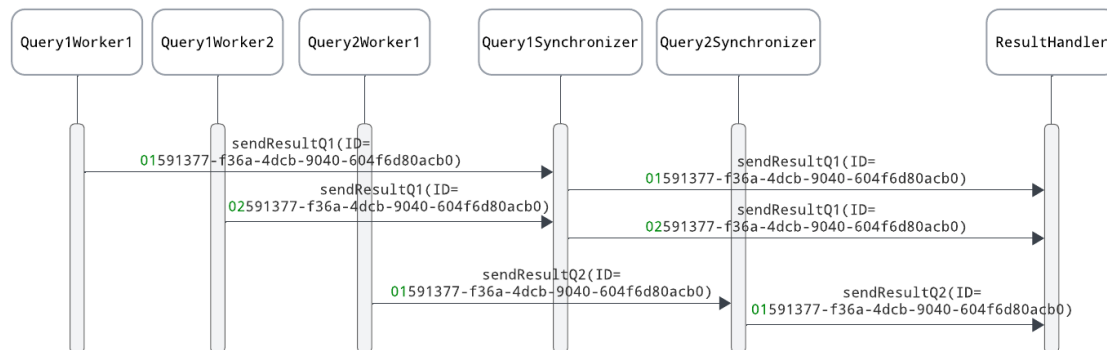 Query1Worker1
Query1Worker2
Query2Worker1
Query1Synchronizer
Query2Synchronizer
ResultHandler
sendResultQ1(ID=
01591377-f36a-4dcb-9040-604f6d80acb0)
sendResultQ1(ID=
01591377-f36a-4dcb-9040-604f6d80acb0)
sendResultQ1(ID=
02591377-f36a-4dcb-9040-604f6d80acb0)
sendResultQ1(ID=
02591377-f36a-4dcb-9040-604f6d80acb0)
sendResultQ2(ID=
01591377-f36a-4dcb-9040-604f6d80acb0)
sendResultQ2(ID=
01591377-f36a-4dcb-9040-604f6d80acb0)